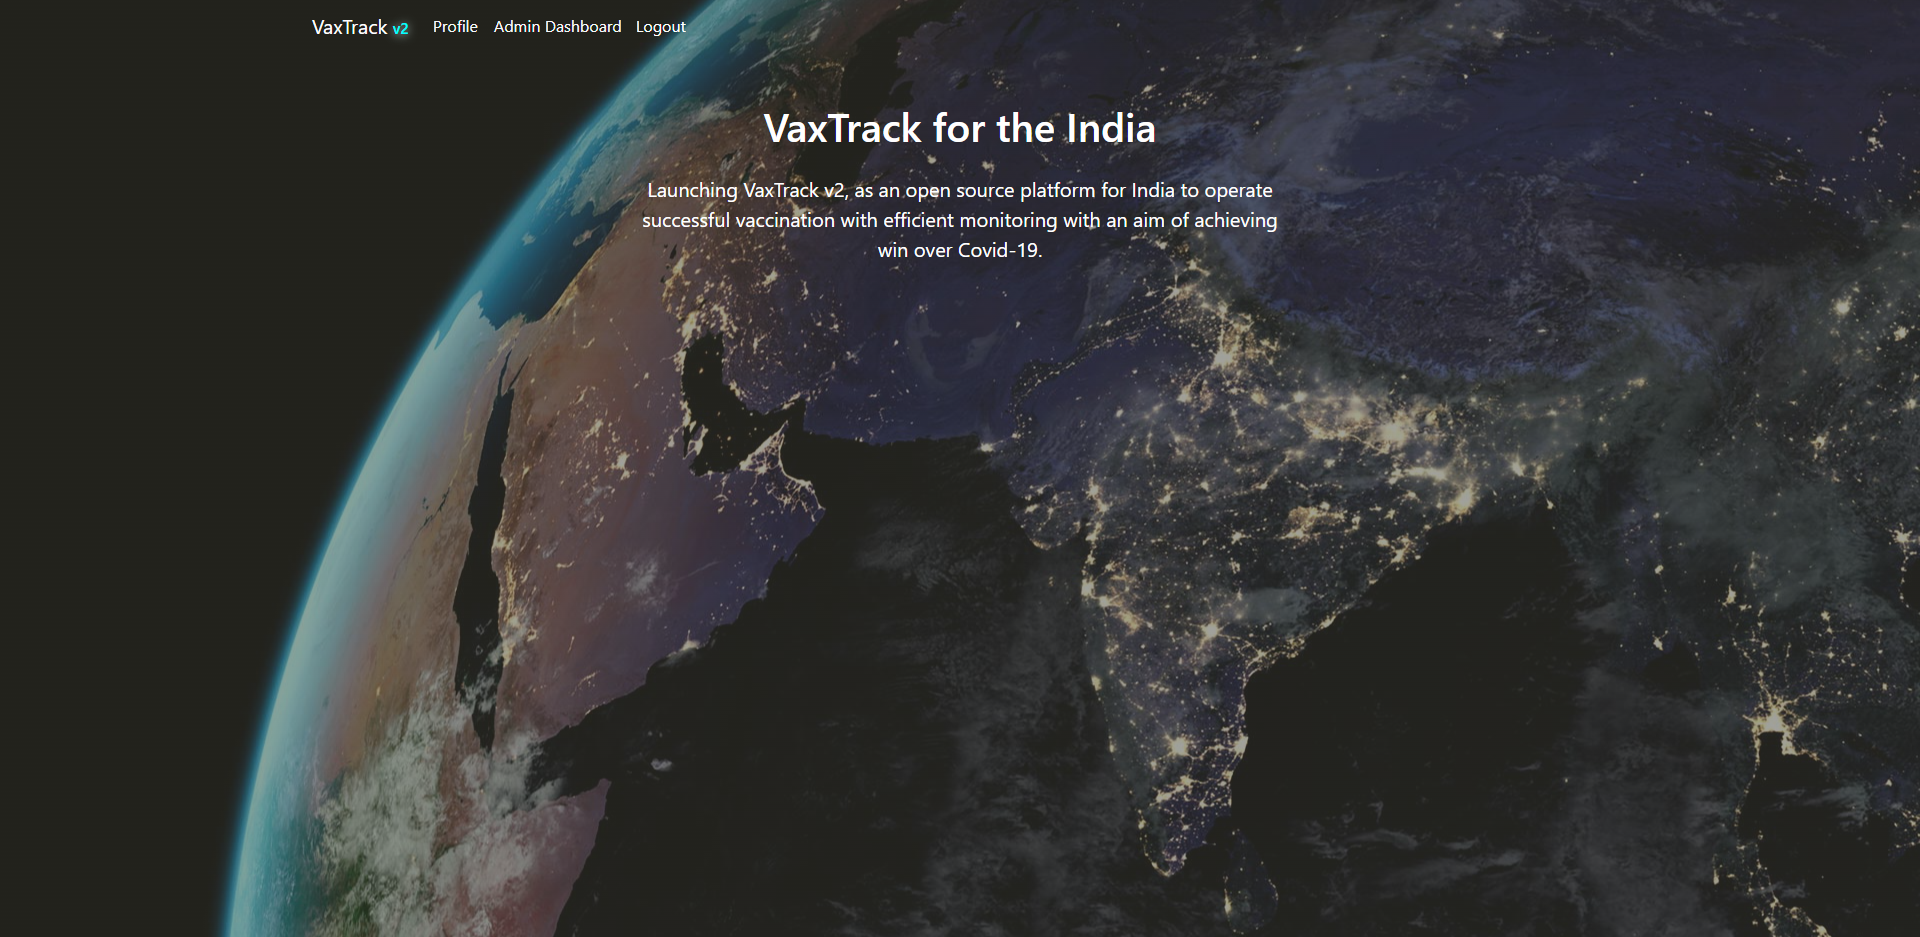 VaxTrack v2 Profile Admin Dashboard Logout
VaxTrack for the India
Launching VaxTrack v2, as an open source platform for India to operate
successful vaccination with efficient monitoring with an aim of achieving
win over Covid-19.